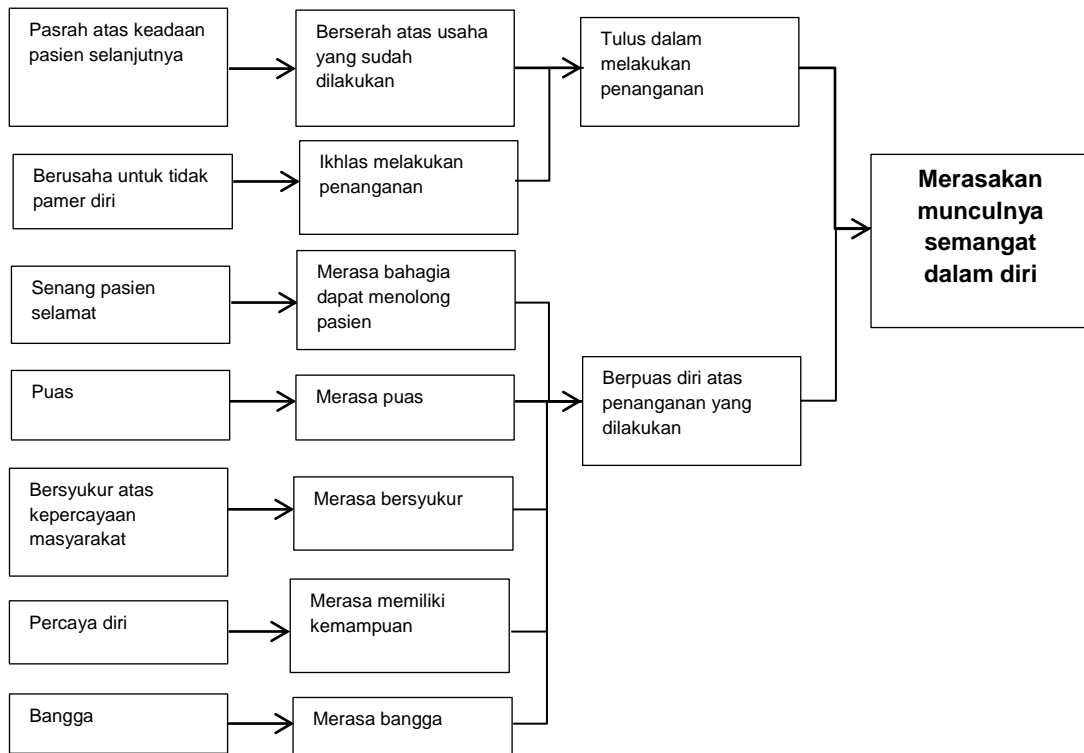 Pasrah atas keadaan
pasien selanjutnya
Berserah atas usaha
yang sudah
dilakukan
Tulus dalam
melakukan
penanganan
Berusaha untuk tidak
pamer diri
Ikhlas melakukan
penanganan
Merasakan
munculnya
semangat
dalam diri
Senang pasien
selamat
Merasa bahagia
dapat menolong
pasien
Puas
Merasa puas
Berpuas diri atas
penanganan yang
dilakukan
Bersyukur atas
kepercayaan
masyarakat
Merasa bersyukur
Percaya diri
Merasa memiliki
kemampuan
Bangga
Merasa bangga